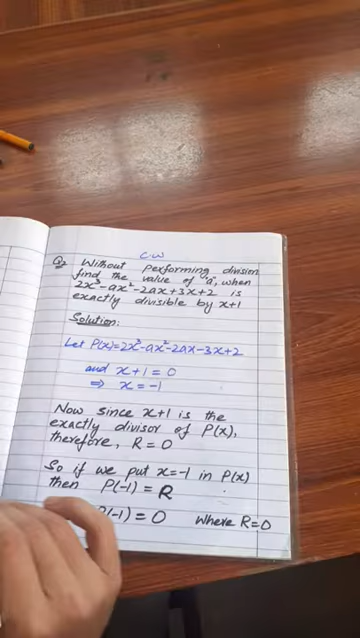 C.W
Q2 Without performing division
find the value of 'a', when
2x³-ax²-2ax+3x+2 is
exactly divisible by x+1
Solution:
Let P(x)=2x³-ax²-2ax-3x+2
and x+1=0
⇒ x=-1
Now since x+1 is the
exactly divisor of P(x),
therefore, R=0
So if we put x=-1 in P(x)
then P(-1)=R
(-1)=0 where R=0